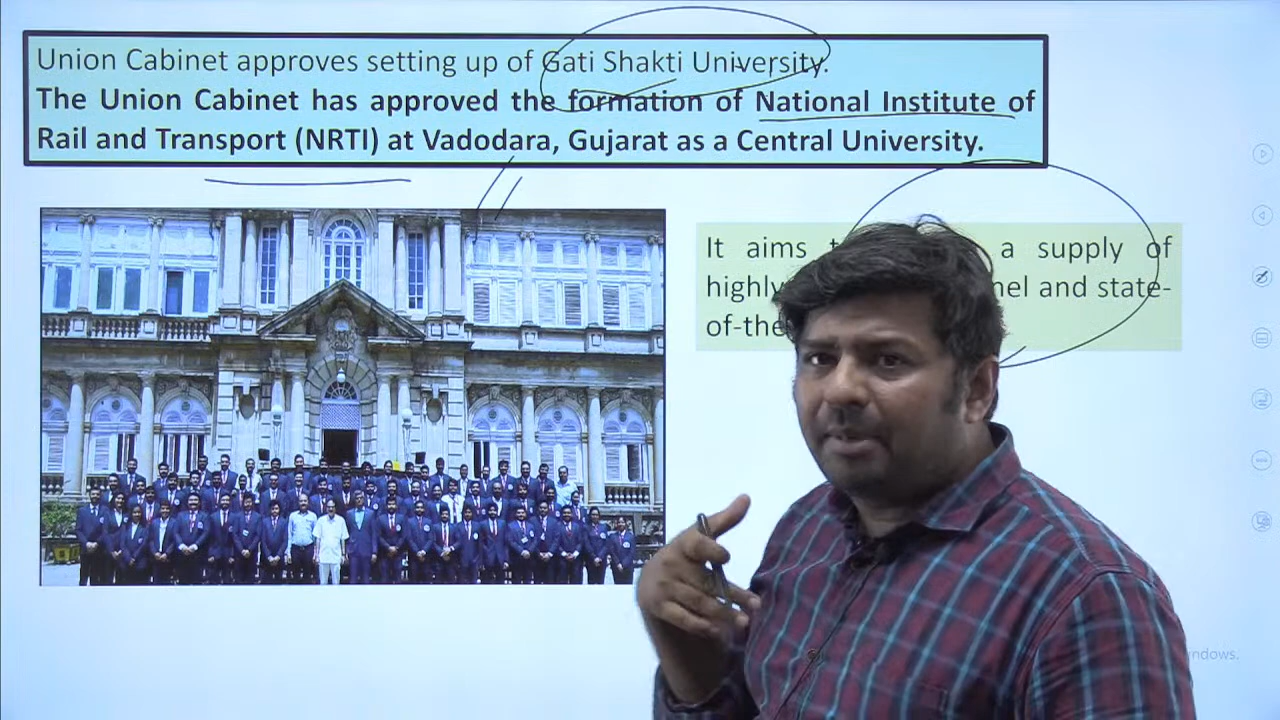 Union Cabinet approves setting up of Gati Shakti University.
The Union Cabinet has approved the formation of National Institute of
Rail and Transport (NRTI) at Vadodara, Gujarat as a Central University.
It aims a supply of
highly and state-
of-the